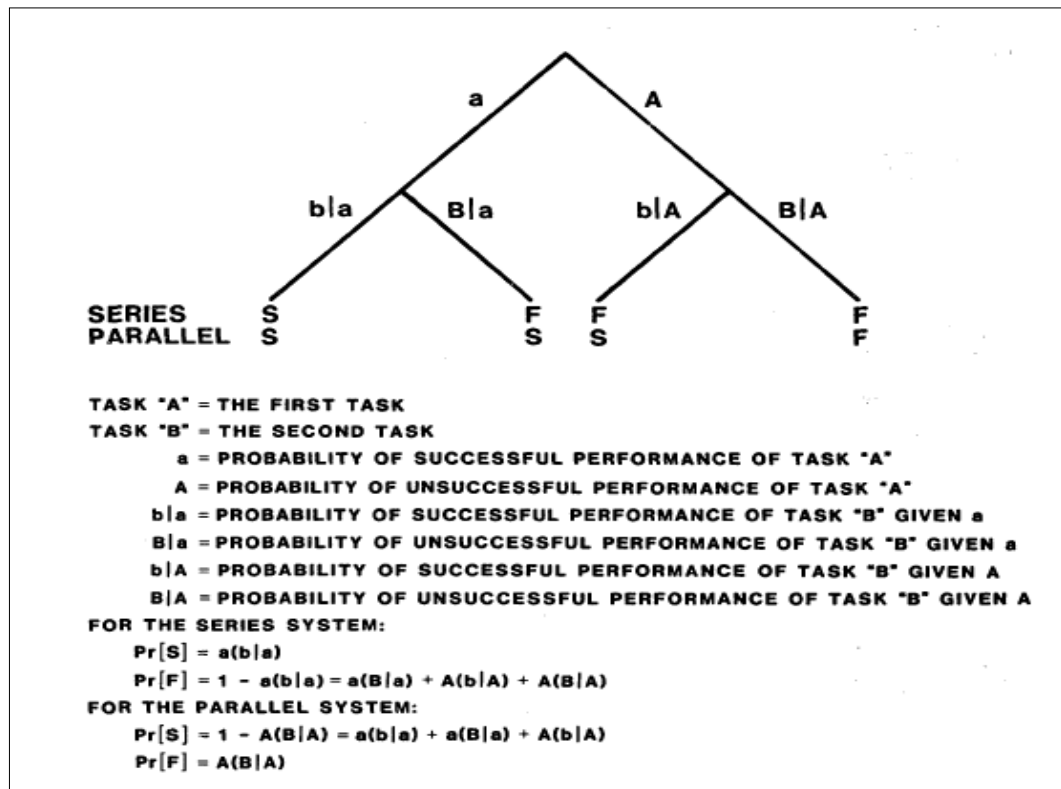 a A
b|a B|a b|A B|A
SERIES S F F F
PARALLEL S S S F
TASK "A" = THE FIRST TASK
TASK "B" = THE SECOND TASK
a = PROBABILITY OF SUCCESSFUL PERFORMANCE OF TASK "A"
A = PROBABILITY OF UNSUCCESSFUL PERFORMANCE OF TASK "A"
b|a = PROBABILITY OF SUCCESSFUL PERFORMANCE OF TASK "B" GIVEN a
B|a = PROBABILITY OF UNSUCCESSFUL PERFORMANCE OF TASK "B" GIVEN a
b|A = PROBABILITY OF SUCCESSFUL PERFORMANCE OF TASK "B" GIVEN A
B|A = PROBABILITY OF UNSUCCESSFUL PERFORMANCE OF TASK "B" GIVEN A
FOR THE SERIES SYSTEM:
Pr[S] = a(b|a)
Pr[F] = 1 - a(b|a) = a(B|a) + A(b|A) + A(B|A)
FOR THE PARALLEL SYSTEM:
Pr[S] = 1 - A(B|A) = a(b|a) + a(B|a) + A(b|A)
Pr[F] = A(B|A)